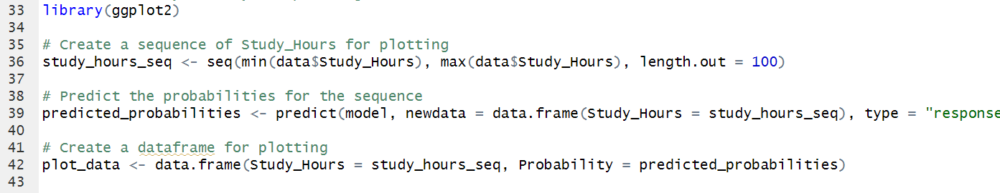 33 library(ggplot2)
34
35 # Create a sequence of Study_Hours for plotting
36 study_hours_seq <- seq(min(data$Study_Hours), max(data$Study_Hours), length.out = 100)
37
38 # Predict the probabilities for the sequence
39 predicted_probabilities <- predict(model, newdata = data.frame(Study_Hours = study_hours_seq), type = "response
40
41 # Create a dataframe for plotting
42 plot_data <- data.frame(Study_Hours = study_hours_seq, Probability = predicted_probabilities)
43